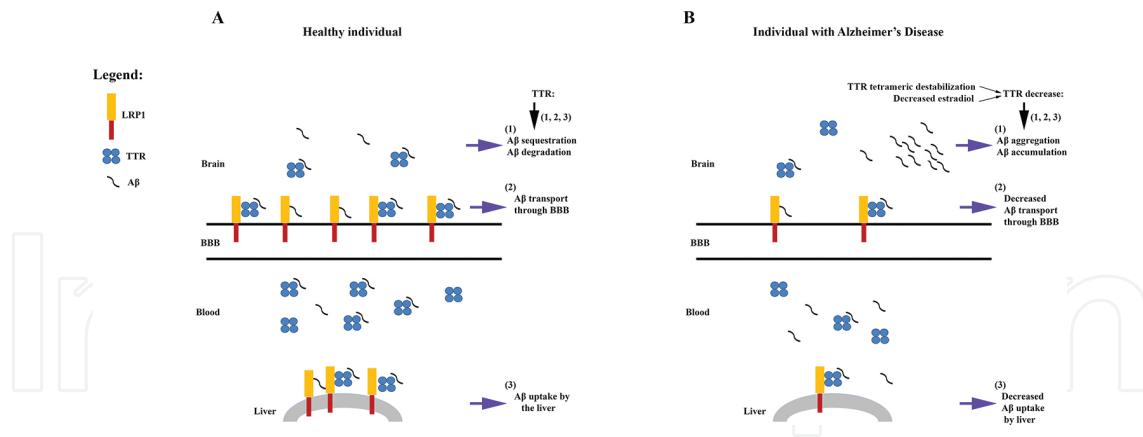 A
Healthy individual
Legend:
LRP1
TTR
Aβ
TTR:
(1, 2, 3)
(1)
Aβ sequestration
Aβ degradation
Brain
(2)
Aβ transport
through BBB
BBB
Blood
(3)
Aβ uptake by
the liver
Liver
B
Individual with Alzheimer's Disease
TTR tetrameric destabilization
Decreased estradiol
TTR decrease:
(1, 2, 3)
(1)
Aβ aggregation
Aβ accumulation
Brain
(2)
Decreased
Aβ transport
through BBB
BBB
Blood
(3)
Decreased
Aβ uptake
by liver
Liver